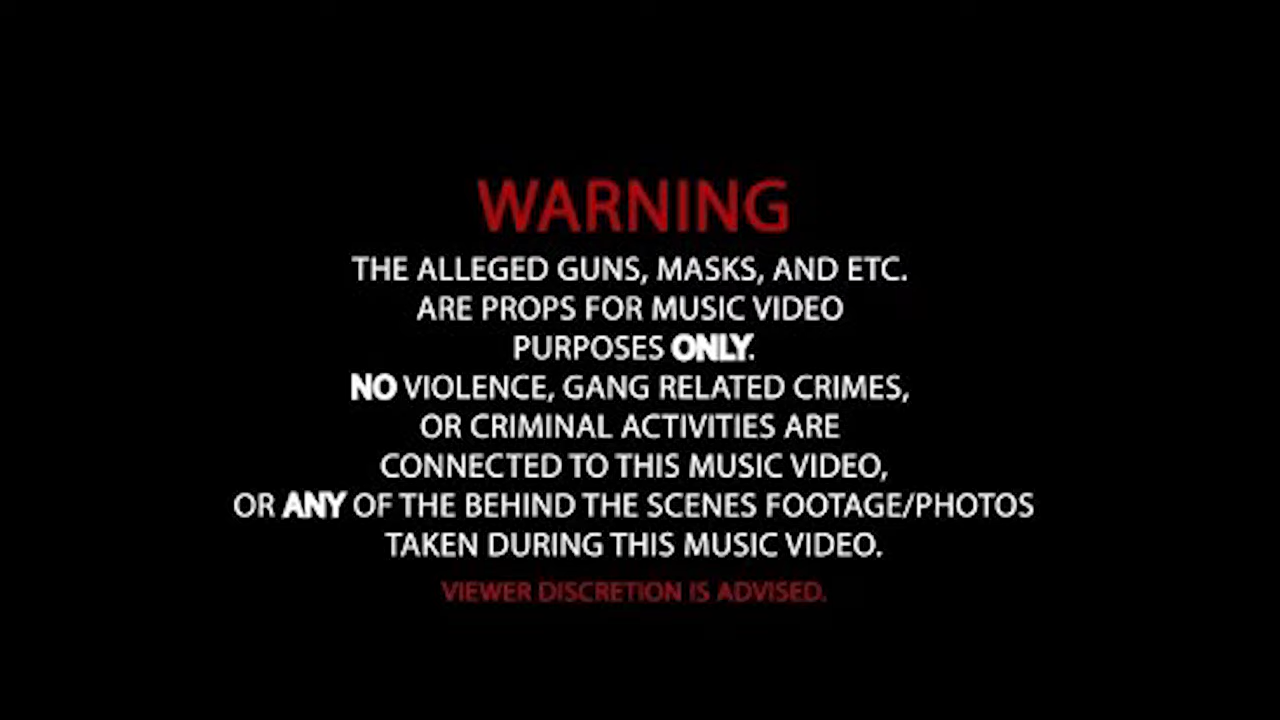 WARNING
THE ALLEGED GUNS, MASKS, AND ETC.
ARE PROPS FOR MUSIC VIDEO
PURPOSES ONLY.
NO VIOLENCE, GANG RELATED CRIMES,
OR CRIMINAL ACTIVITIES ARE
CONNECTED TO THIS MUSIC VIDEO,
OR ANY OF THE BEHIND THE SCENES FOOTAGE/PHOTOS
TAKEN DURING THIS MUSIC VIDEO.
VIEWER DISCRETION IS ADVISED.